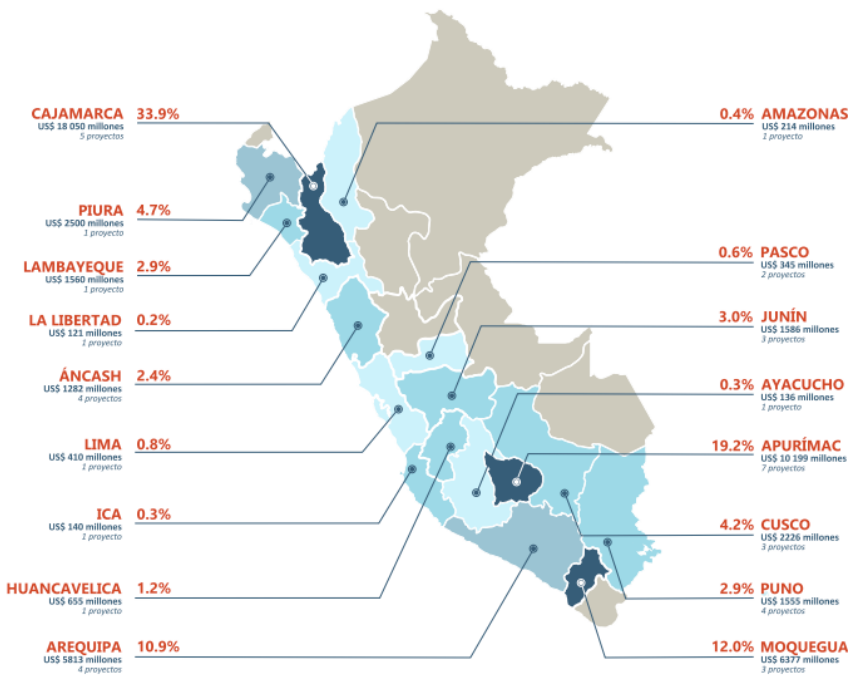 CAJAMARCA 33.9%
US$ 18 050 millones
5 proyectos
PIURA 4.7%
US$ 2500 millones
1 proyecto
LAMBAYEQUE 2.9%
US$ 1560 millones
1 proyecto
LA LIBERTAD 0.2%
US$ 121 millones
1 proyecto
ÁNCASH 2.4%
US$ 1282 millones
4 proyectos
LIMA 0.8%
US$ 410 millones
1 proyecto
ICA 0.3%
US$ 140 millones
1 proyecto
HUANCAVELICA 1.2%
US$ 655 millones
1 proyecto
AREQUIPA 10.9%
US$ 5813 millones
4 proyectos
0.4% AMAZONAS
US$ 214 millones
1 proyecto
0.6% PASCO
US$ 345 millones
2 proyectos
3.0% JUNÍN
US$ 1586 millones
3 proyectos
0.3% AYACUCHO
US$ 136 millones
1 proyecto
19.2% APURÍMAC
US$ 10 199 millones
7 proyectos
4.2% CUSCO
US$ 2226 millones
3 proyectos
2.9% PUNO
US$ 1555 millones
4 proyectos
12.0% MOQUEGUA
US$ 6377 millones
3 proyectos